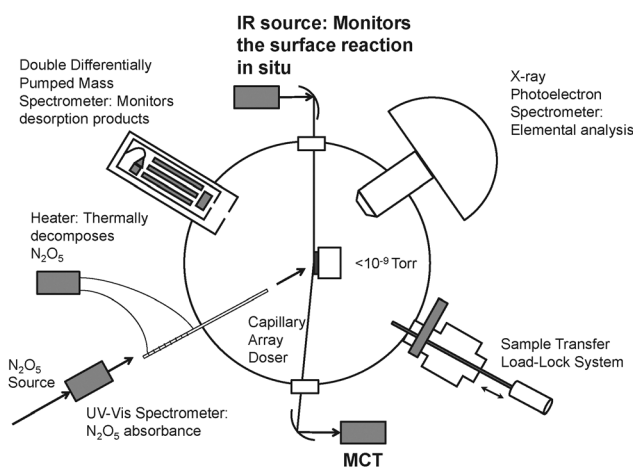 IR source: Monitors
the surface reaction
in situ
Double Differentially
Pumped Mass
Spectrometer: Monitors
desorption products
X-ray
Photoelectron
Spectrometer:
Elemental analysis
Heater: Thermally
decomposes
N₂O₅
<10⁻⁹ Torr
Capillary
Array
Doser
Sample Transfer
Load-Lock System
N₂O₅
Source
UV-Vis Spectrometer:
N₂O₅ absorbance
MCT